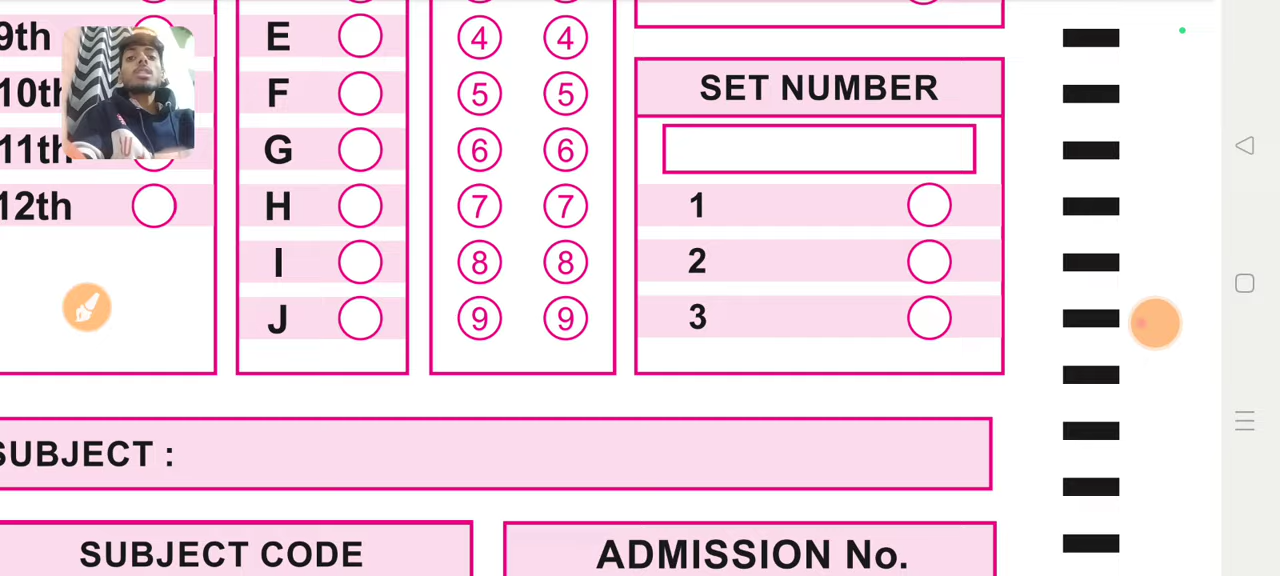 9th
10th
11th
12th
E
F
G
H
I
J
4 4
5 5
6 6
7 7
8 8
9 9
SET NUMBER
1
2
3
SUBJECT :
SUBJECT CODE
ADMISSION No.